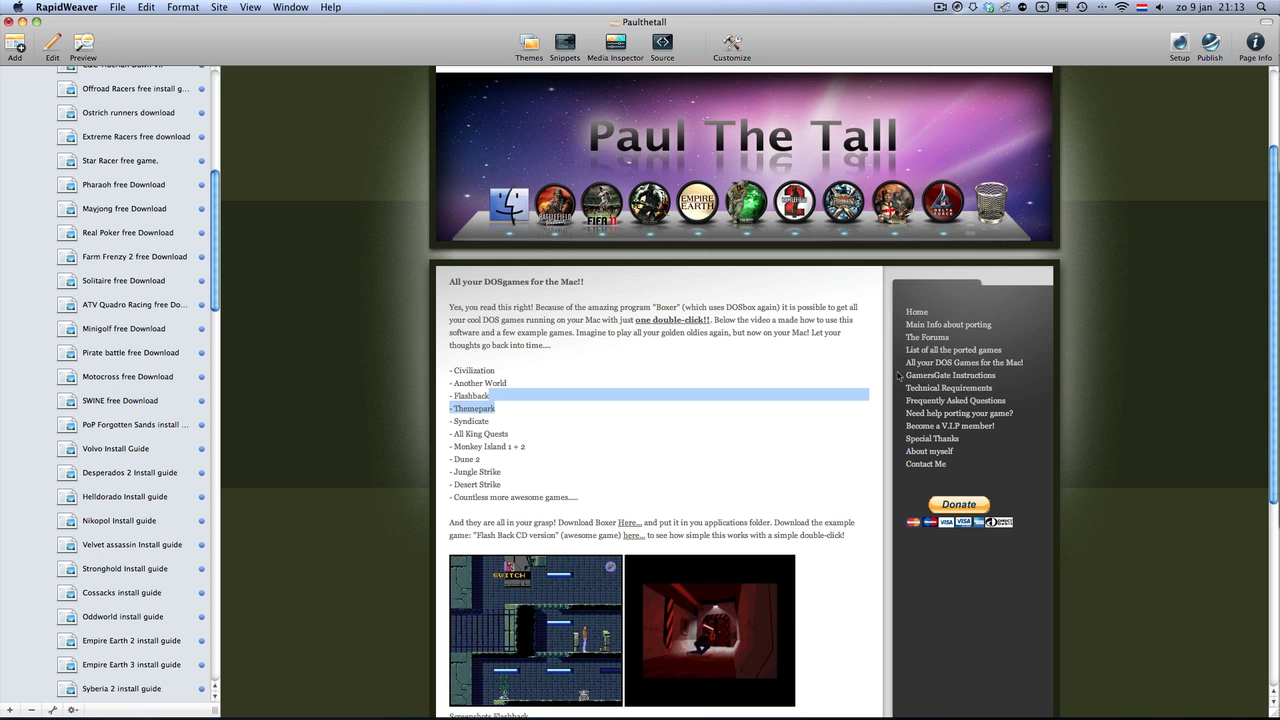 RapidWeaver File Edit Format Site View Window Help
zo 9 jan 21:13
Paulthetall
Add Edit Preview Themes Snippets Media Inspector Source Customize Setup Publish Page Info
Offroad Racers free install g...
Ostrich runners download
Extreme Racers free download
Star Racer free game.
Pharaoh free Download
Mayjong free Download
Real Poker free Download
Farm Frenzy 2 free Download
Solitaire free Download
ATV Quadro Racing free Do...
Minigolf free Download
Pirate battle free Download
Motocross free Download
SWINE free Download
PoP Forgotten Sands install ...
Volvo Install Guide
Desperados 2 Install guide
Helldorado Install guide
Nikopol Install guide
Velvet assassin Install guide
Stronghold Install guide
Cossacks install guide
Oddworld install guide
Empire Earth 2 install guide
Empire Earth 3 install guide
Syberia 2 install guide
Paul The Tall
FIFA 11
EMPIRE
EARTH
2
All your DOSgames for the Mac!!
Yes, you read this right! Because of the amazing program "Boxer" (which uses DOSbox again) it is possible to get all
your cool DOS games running on your Mac with just one double-click!!. Below the video a made how to use this
software and a few example games. Imagine to play all your golden oldies again, but now on your Mac! Let your
thoughts go back into time....
- Civilization
- Another World
- Flashback
- Themepark
- Syndicate
- All King Quests
- Monkey Island 1 + 2
- Dune 2
- Jungle Strike
- Desert Strike
- Countless more awesome games.....
And they are all in your grasp! Download Boxer Here... and put it in you applications folder. Download the example
game: "Flash Back CD version" (awesome game) here... to see how simple this works with a simple double-click!
SWITCH
Screenshots Flashback
Home
Main Info about porting
The Forums
List of all the ported games
All your DOS Games for the Mac!
GamersGate Instructions
Technical Requirements
Frequently Asked Questions
Need help porting your game?
Become a V.I.P member!
Special Thanks
About myself
Contact Me
Donate
VISA